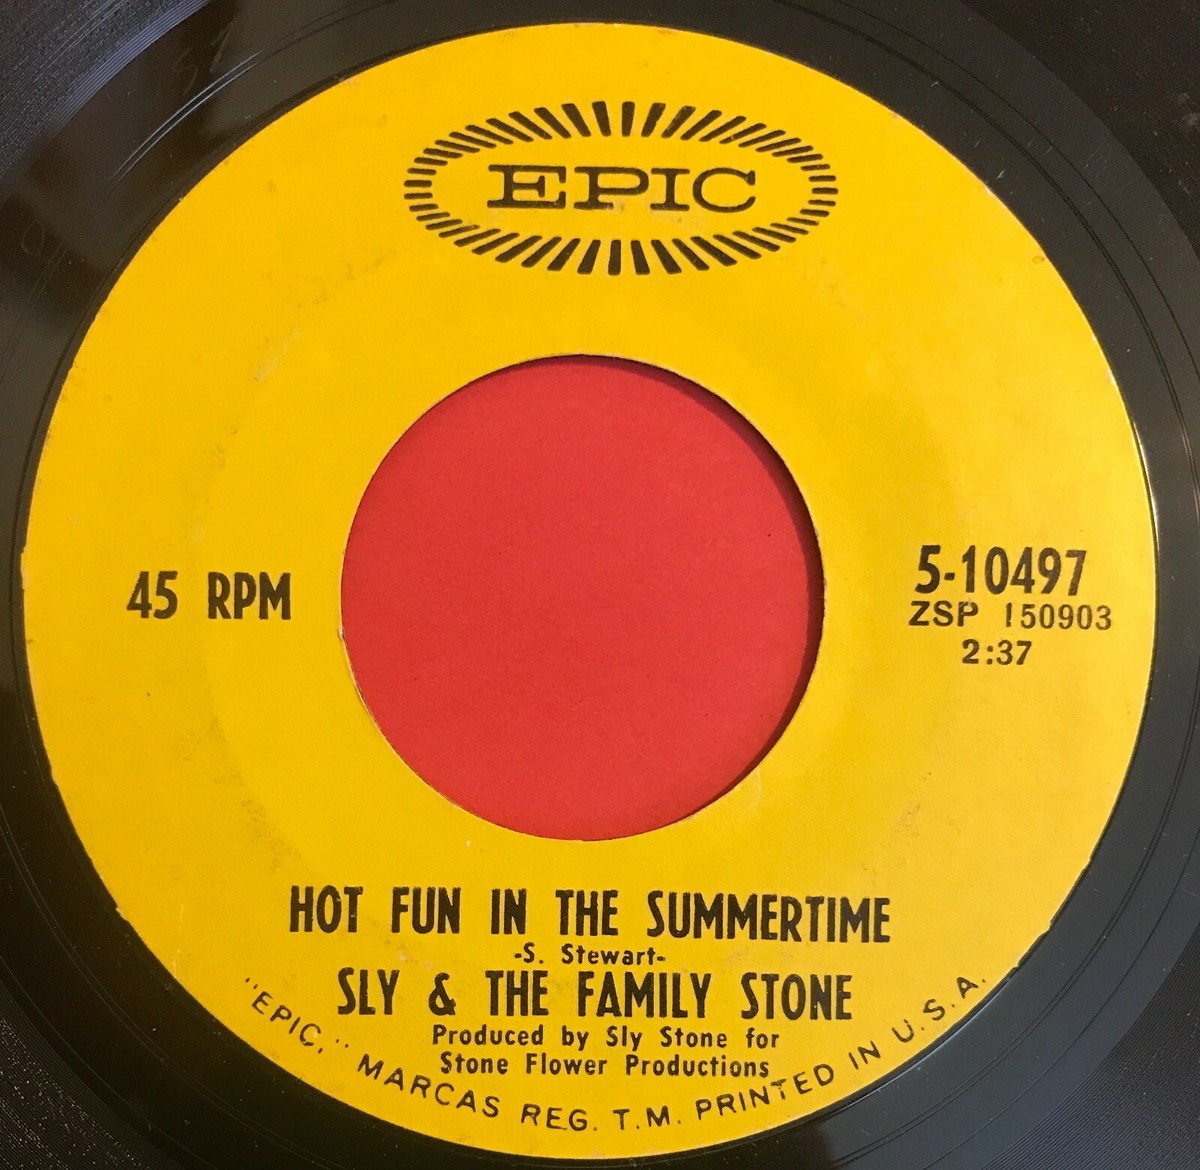 EPIC
45 RPM
5-10497
ZSP 150903
2:37
HOT FUN IN THE SUMMERTIME
-S. Stewart-
SLY & THE FAMILY STONE
Produced by Sly Stone for
Stone Flower Productions
"EPIC," MARCAS REG. T.M. PRINTED IN U.S.A.